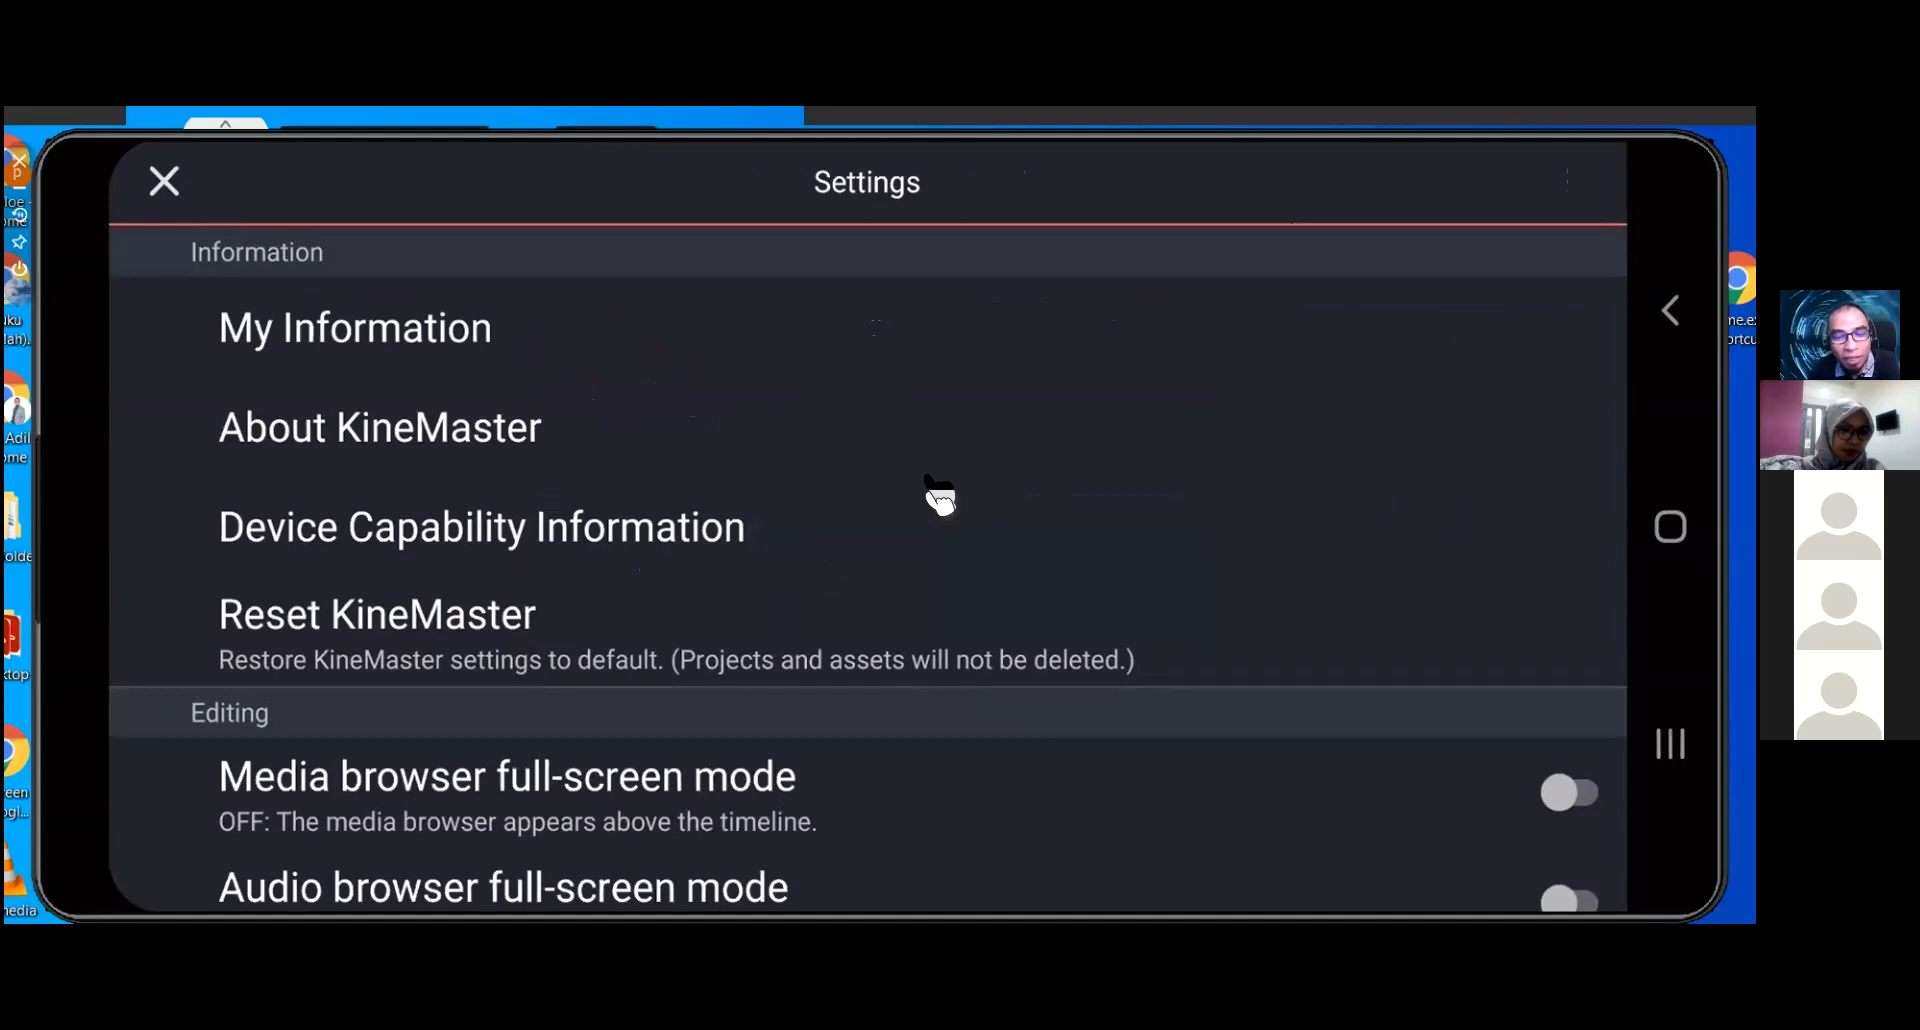 Settings
Information
My Information
About KineMaster
Device Capability Information
Reset KineMaster
Restore KineMaster settings to default. (Projects and assets will not be deleted.)
Editing
Media browser full-screen mode
OFF: The media browser appears above the timeline.
Audio browser full-screen mode
Adil